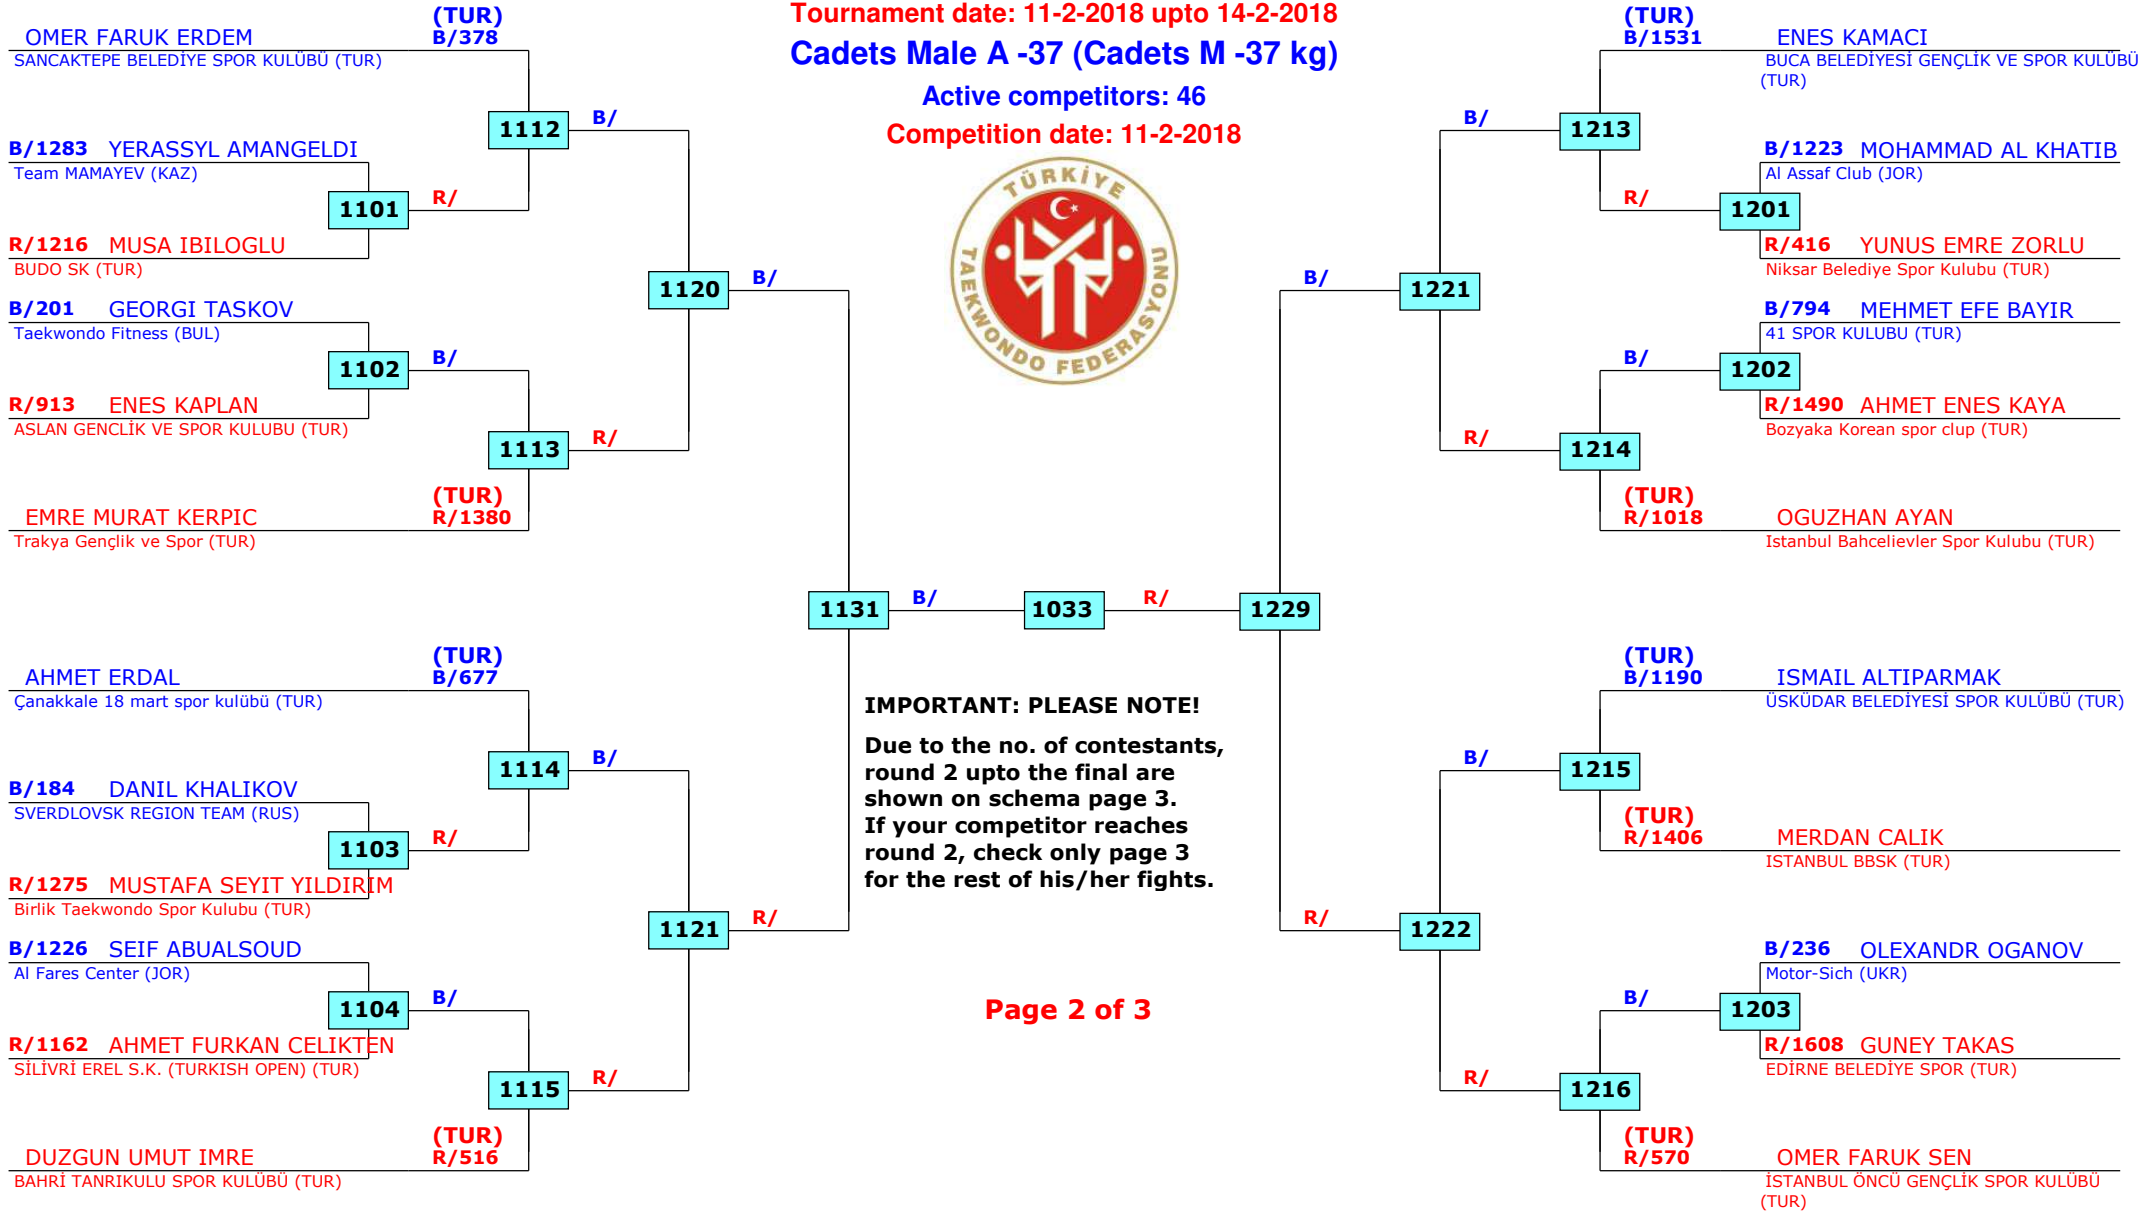 Tournament date: 11-2-2018 upto 14-2-2018
Cadets Male A -37 (Cadets M -37 kg)
Active competitors: 46
Competition date: 11-2-2018
TÜRKİYE
TAEKWONDO FEDERASYONU
(TUR)
OMER FARUK ERDEM B/378
SANCAKTEPE BELEDİYE SPOR KULÜBÜ (TUR)
1112 B/
B/1283 YERASSYL AMANGELDI
Team MAMAYEV (KAZ)
1101 R/
R/1216 MUSA IBILOGLU
BUDO SK (TUR)
1120 B/
B/201 GEORGI TASKOV
Taekwondo Fitness (BUL)
1102 B/
R/913 ENES KAPLAN
ASLAN GENCLİK VE SPOR KULUBU (TUR)
1113 R/
(TUR)
EMRE MURAT KERPIC R/1380
Trakya Gençlik ve Spor (TUR)
1131 B/ 1033 R/ 1229
(TUR)
AHMET ERDAL B/677
Çanakkale 18 mart spor kulübü (TUR)
1114 B/
B/184 DANIL KHALIKOV
SVERDLOVSK REGION TEAM (RUS)
1103 R/
R/1275 MUSTAFA SEYIT YILDIRIM
Birlik Taekwondo Spor Kulubu (TUR)
1121 R/
B/1226 SEIF ABUALSOUD
Al Fares Center (JOR)
1104 B/
R/1162 AHMET FURKAN CELIKTEN
SİLİVRİ EREL S.K. (TURKISH OPEN) (TUR)
1115 R/
(TUR)
DUZGUN UMUT IMRE R/516
BAHRİ TANRIKULU SPOR KULÜBÜ (TUR)
IMPORTANT: PLEASE NOTE!
Due to the no. of contestants,
round 2 upto the final are
shown on schema page 3.
If your competitor reaches
round 2, check only page 3
for the rest of his/her fights.
Page 2 of 3
(TUR)
B/1531 ENES KAMACI
BUCA BELEDİYESİ GENÇLİK VE SPOR KULÜBÜ
(TUR)
B/ 1213
B/1223 MOHAMMAD AL KHATIB
Al Assaf Club (JOR)
R/ 1201
R/416 YUNUS EMRE ZORLU
Niksar Belediye Spor Kulubu (TUR)
B/ 1221
B/794 MEHMET EFE BAYIR
41 SPOR KULUBU (TUR)
B/ 1202
R/1490 AHMET ENES KAYA
Bozyaka Korean spor clup (TUR)
R/ 1214
(TUR)
R/1018 OGUZHAN AYAN
Istanbul Bahcelievler Spor Kulubu (TUR)
(TUR)
B/1190 ISMAIL ALTIPARMAK
ÜSKÜDAR BELEDİYESİ SPOR KULÜBÜ (TUR)
B/ 1215
(TUR)
R/1406 MERDAN CALIK
ISTANBUL BBSK (TUR)
R/ 1222
B/236 OLEXANDR OGANOV
Motor-Sich (UKR)
B/ 1203
R/1608 GUNEY TAKAS
EDİRNE BELEDİYE SPOR (TUR)
R/ 1216
(TUR)
R/570 OMER FARUK SEN
İSTANBUL ÖNCÜ GENÇLİK SPOR KULÜBÜ
(TUR)